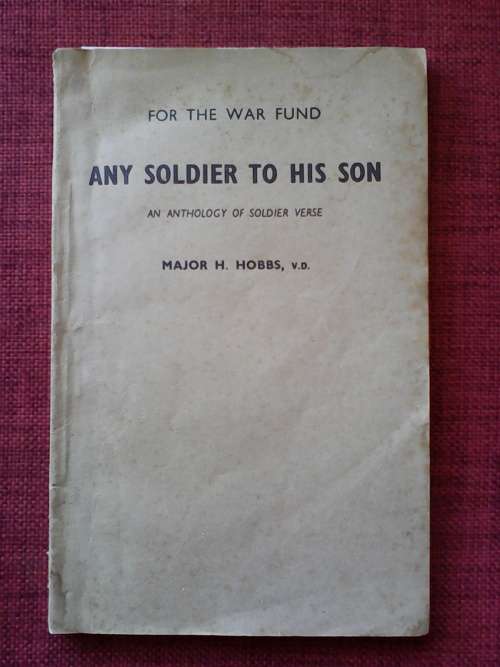 FOR THE WAR FUND
ANY SOLDIER TO HIS SON
AN ANTHOLOGY OF SOLDIER VERSE
MAJOR H. HOBBS, V.D.